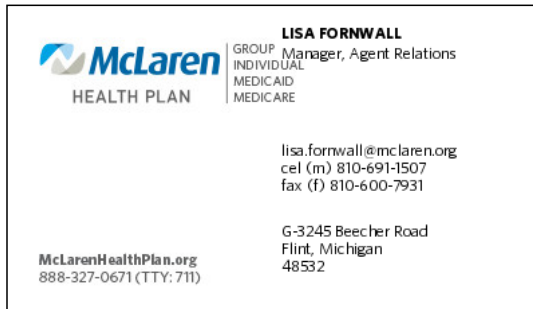 McLaren
HEALTH PLAN
GROUP
INDIVIDUAL
MEDICAID
MEDICARE
LISA FORNWALL
Manager, Agent Relations
lisa.fornwall@mclaren.org
cel (m) 810-691-1507
fax (f) 810-600-7931
G-3245 Beecher Road
Flint, Michigan
48532
McLarenHealthPlan.org
888-327-0671 (TTY: 711)